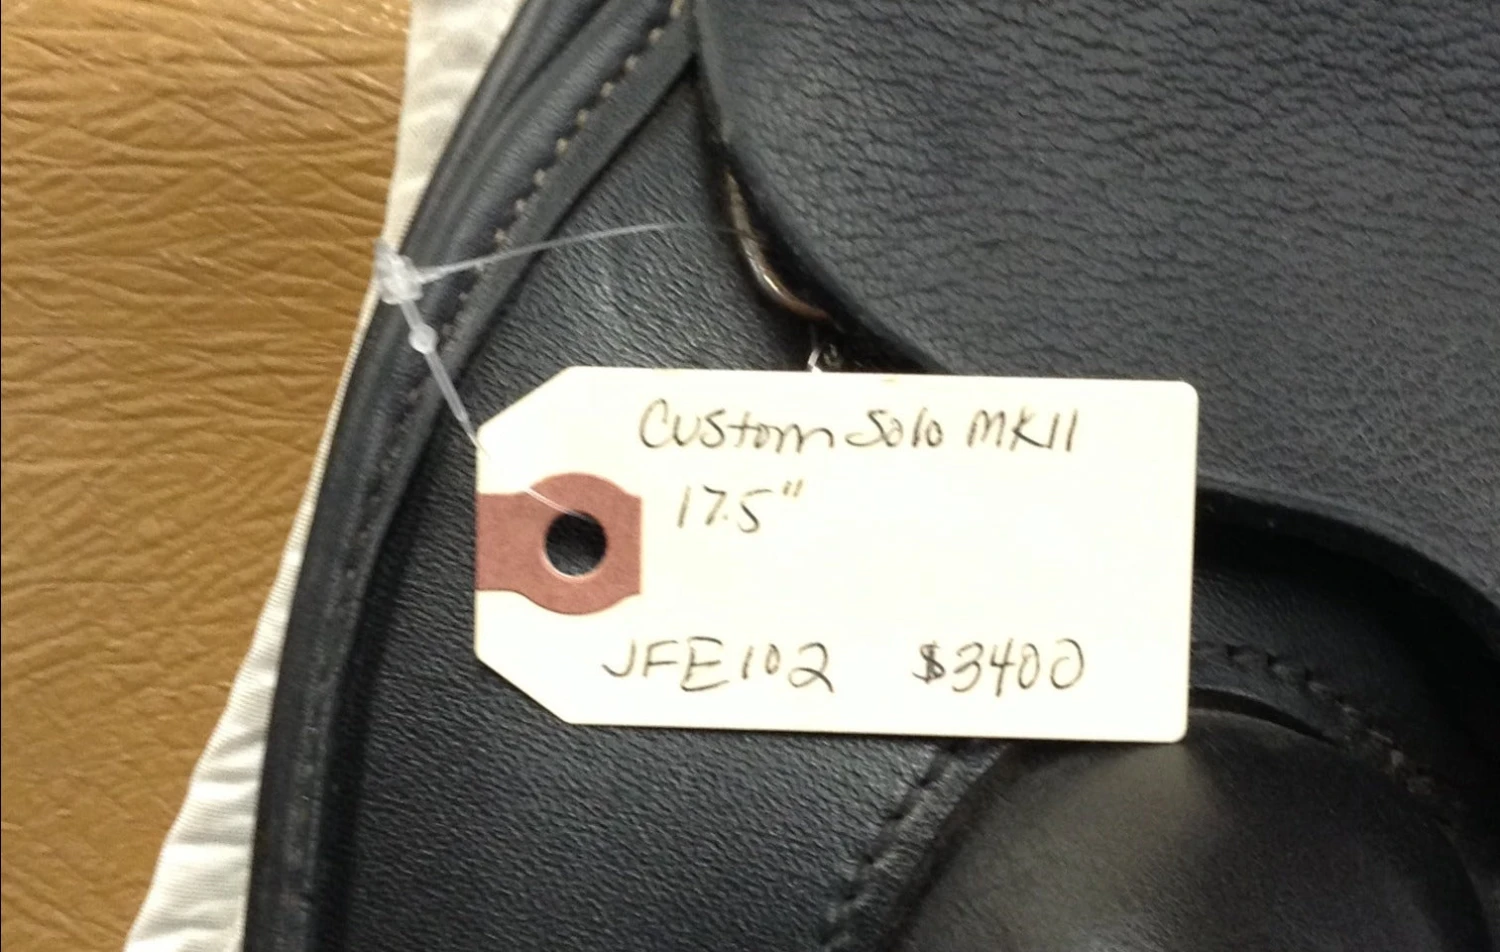 Custom Solo MKII
17.5"
JFE102 $3400